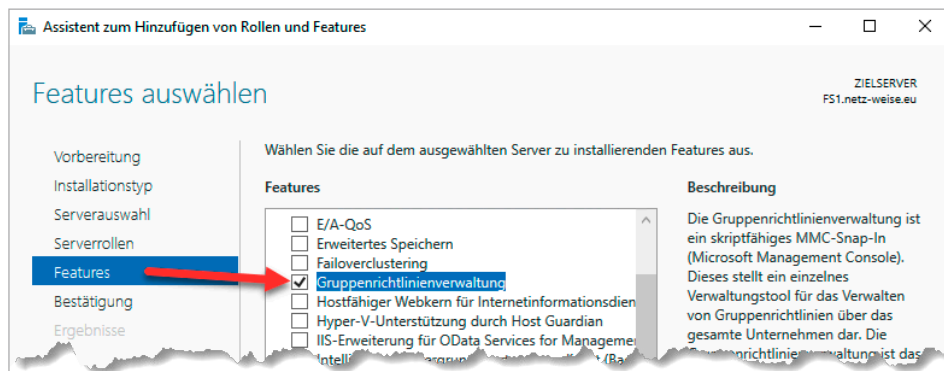 Assistent zum Hinzufügen von Rollen und Features
Features auswählen
ZIELSERVER
FS1.netz-weise.eu
Vorbereitung
Installationstyp
Serverauswahl
Serverrollen
Features
Bestätigung
Ergebnisse
Wählen Sie die auf dem ausgewählten Server zu installierenden Features aus.
Features
E/A-QoS
Erweitertes Speichern
Failoverclustering
Gruppenrichtlinienverwaltung
Hostfähiger Webkern für Internetinformationsdien
Hyper-V-Unterstützung durch Host Guardian
IIS-Erweiterung für OData Services for Manageme
Beschreibung
Die Gruppenrichtlinienverwaltung ist
ein skriptfähiges MMC-Snap-In
(Microsoft Management Console).
Dieses stellt ein einzelnes
Verwaltungstool für das Verwalten
von Gruppenrichtlinien über das
gesamte Unternehmen dar. Die
ist das